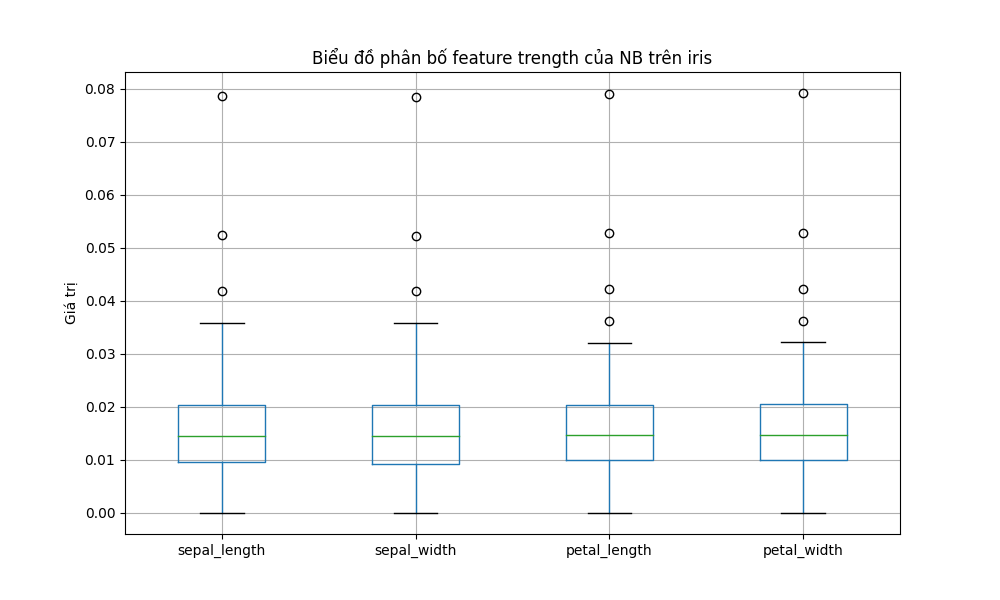 Biểu đồ phân bố feature trength của NB trên iris
0.08
0.07
0.06
0.05
0.04
0.03
0.02
0.01
0.00
Giá trị
sepal_length
sepal_width
petal_length
petal_width